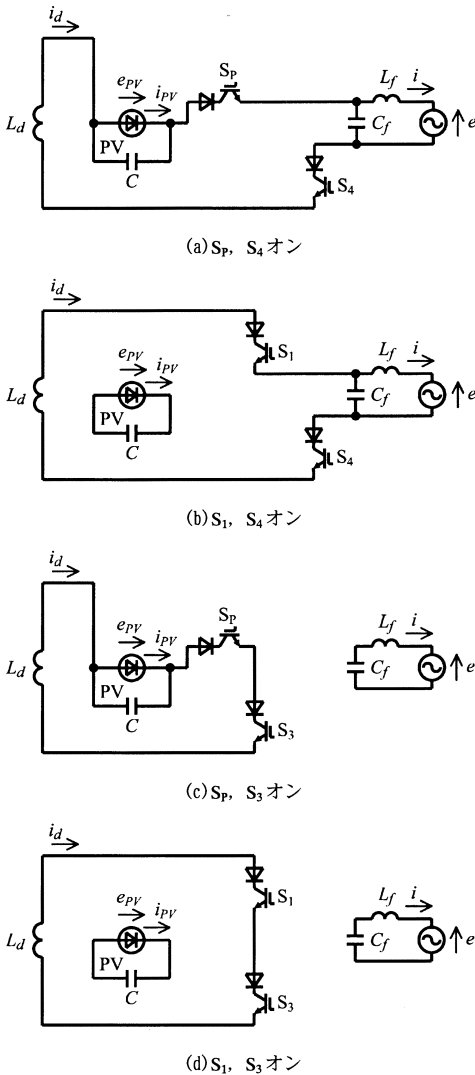 i_d
e_PV
i_PV
S_P
L_f
i
L_d
PV
C
C_f
e
S_4
(a) S_P, S_4 オン
i_d
S_1
L_f
i
e_PV
i_PV
L_d
PV
C
C_f
e
S_4
(b) S_1, S_4 オン
i_d
S_P
e_PV
i_PV
L_f
i
L_d
PV
C
C_f
e
S_3
(c) S_P, S_3 オン
i_d
S_1
e_PV
i_PV
L_f
i
L_d
PV
C
C_f
e
S_3
(d) S_1, S_3 オン